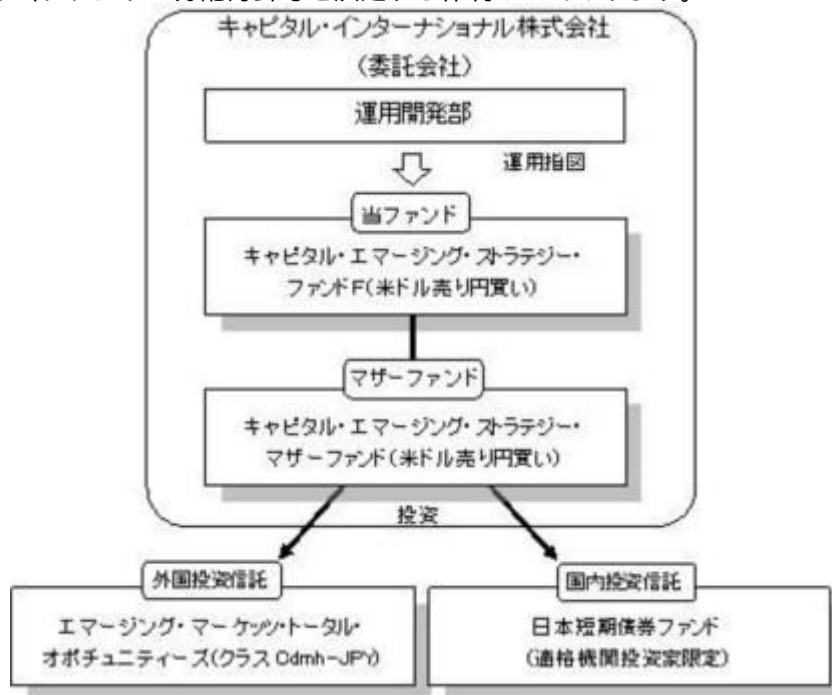 キャピタル・インターナショナル株式会社
（委託会社）
運用開発部
運用指図
当ファンド
キャピタル・エマージング・ストラテジー・
ファンドF（米ドル売り円買い）
マザーファンド
キャピタル・エマージング・ストラテジー・
マザーファンド（米ドル売り円買い）
投資
外国投資信託
国内投資信託
エマージング・マーケッツ・トータル・
オポチュニティーズ（クラス Cdmh-JPY）
日本短期債券ファンド
（適格機関投資家限定）